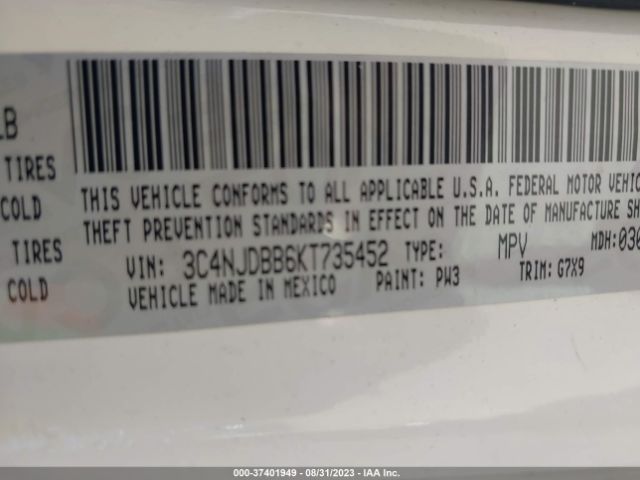 LB
TIRES
COLD
TIRES
COLD
THIS VEHICLE CONFORMS TO ALL APPLICABLE U.S.A. FEDERAL MOTOR VEHIC
THEFT PREVENTION STANDARDS IN EFFECT ON THE DATE OF MANUFACTURE SH
VIN: 3C4NJDBB6KT735452 TYPE: MPV MDH:030
VEHICLE MADE IN MEXICO PAINT: PW3 TRIM: G7X9
000-37401949 - 08/31/2023 - IAA Inc.